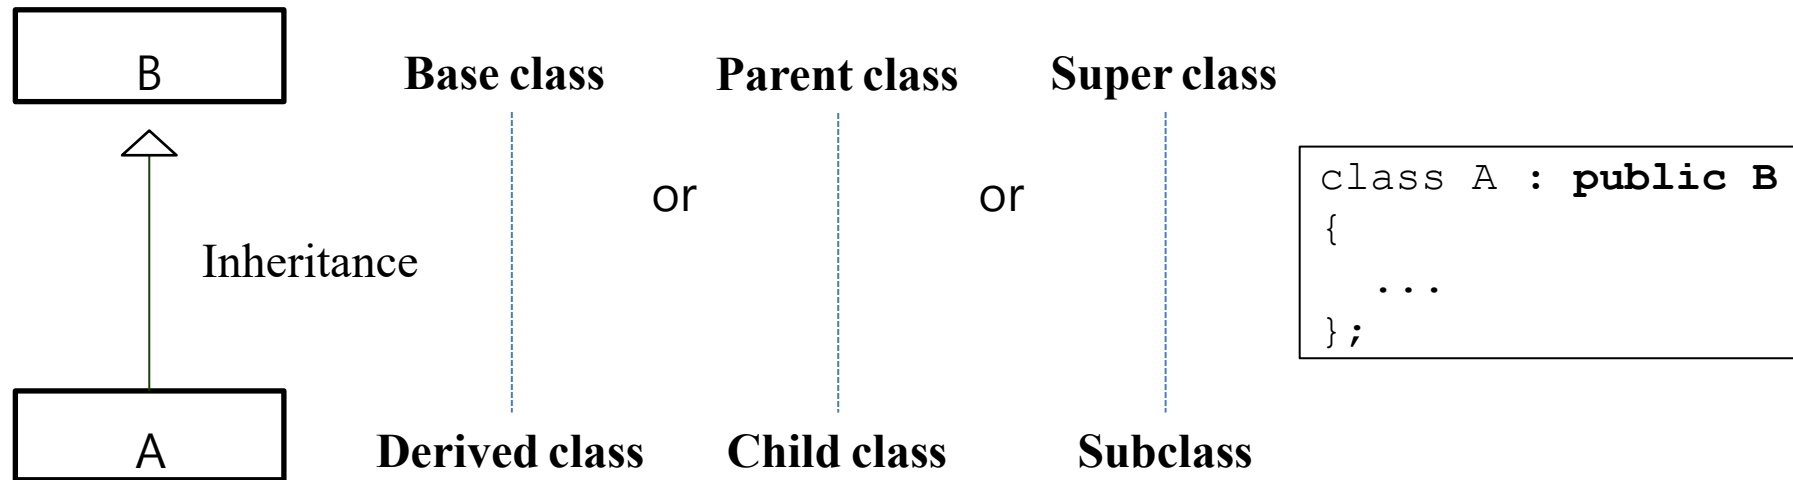 B
Base class
Parent class
Super class
or
or
Inheritance
A
Derived class
Child class
Subclass
class A : public B
{
...
};